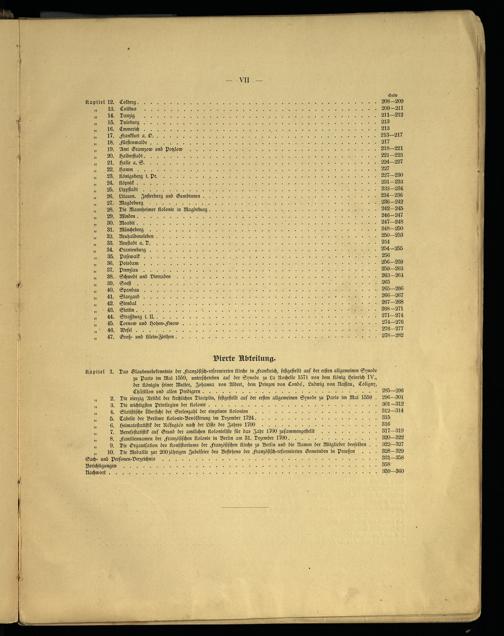 — VII —
Seite
Kapitel 12. Colberg . . . 208—209
„ 13. Cottbus . . . 209—211
„ 14. Danzig . . . 211—212
„ 15. Duisburg . . . 213
„ 16. Emmerich . . . 213
„ 17. Frankfurt a. O. . . . 213—217
„ 18. Fürstenwalde . . . 217
„ 19. Amt Gramzow und Potzlow . . . 218—221
„ 20. Halberstadt . . . 221—223
„ 21. Halle a. S. . . . 224—227
„ 22. Hamm . . . 227
„ 23. Königsberg i. Pr. . . . 227—230
„ 24. Köpnick . . . 231—233
„ 25. Lippstadt . . . 233—234
„ 26. Litauen. Insterburg und Gumbinnen . . . 234—236
„ 27. Magdeburg . . . 236—242
„ 28. Die Mannheimer Kolonie in Magdeburg . . . 242—245
„ 29. Minden . . . 246—247
„ 30. Moabit . . . 247—248
„ 31. Müncheberg . . . 248—250
„ 32. Neuhaldensleben . . . 250—253
„ 33. Neustadt a. D. . . . 254
„ 34. Oranienburg . . . 254—255
„ 35. Pasewalk . . . 256
„ 36. Potsdam . . . 256—259
„ 37. Prenzlau . . . 259—263
„ 38. Schwedt und Vierraden . . . 263—264
„ 39. Soest . . . 265
„ 40. Spandau . . . 265—266
„ 41. Stargard . . . 266—267
„ 42. Stendal . . . 267—268
„ 43. Stettin . . . 268—271
„ 44. Straßburg i. U. . . . 271—274
„ 45. Tornow und Hohen-Finow . . . 274—276
„ 46. Wesel . . . 276—277
„ 47. Groß- und Klein-Ziethen . . . 278—282
Vierte Abteilung.
Kapitel 1. Das Glaubensbekenntnis der Französisch-reformierten Kirche in Frankreich, festgestellt auf der ersten allgemeinen Synode
zu Paris im Mai 1559, unterschrieben auf der Synode zu La Rochelle 1571 von dem König Heinrich IV.,
der Königin seiner Mutter, Johanna von Albret, dem Prinzen von Condé, Ludwig von Nassau, Coligny,
Châtillon und allen Predigern . . . 285—296
„ 2. Die vierzig Artikel der kirchlichen Disciplin, festgestellt auf der ersten allgemeinen Synode zu Paris im Mai 1559 296—301
„ 3. Die wichtigsten Privilegien der Kolonie . . . 301—312
„ 4. Statistische Übersicht der Seelenzahl der einzelnen Kolonien . . . 312—314
„ 5. Tabelle der Berliner Kolonie-Bevölkerung im Dezember 1724 . . . 315
„ 6. Heimatsstatistik der Réfugiés nach der Liste des Jahres 1700 . . . 316
„ 7. Berufsstatistik auf Grund der amtlichen Kolonieliste für das Jahr 1700 zusammengestellt . . . 317—319
„ 8. Familiennamen der Französischen Kolonie in Berlin am 31. Dezember 1700 . . . 320—322
„ 9. Die Organisation des Konsistoriums der Französischen Kirche zu Berlin und die Namen der Mitglieder desselben . . . 322—327
„ 10. Die Medaille zur 200jährigen Jubelfeier des Bestehens der Französisch-reformierten Gemeinden in Preußen . . . 328—329
Sach- und Personen-Verzeichnis . . . 332—358
Berichtigungen . . . 358
Nachwort . . . 359—360